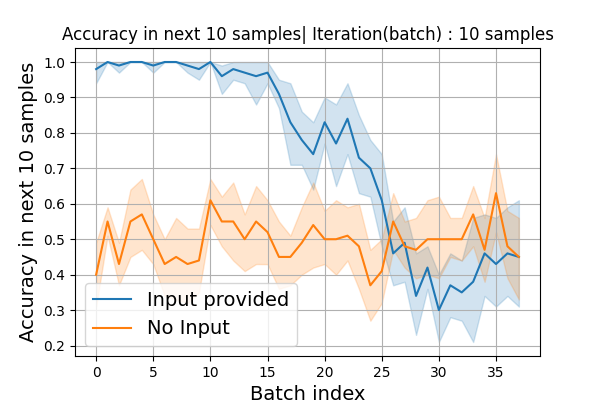 Accuracy in next 10 samples| Iteration(batch) : 10 samples
Accuracy in next 10 samples
1.0
0.9
0.8
0.7
0.6
0.5
0.4
0.3
0.2
Input provided
No Input
0 5 10 15 20 25 30 35
Batch index